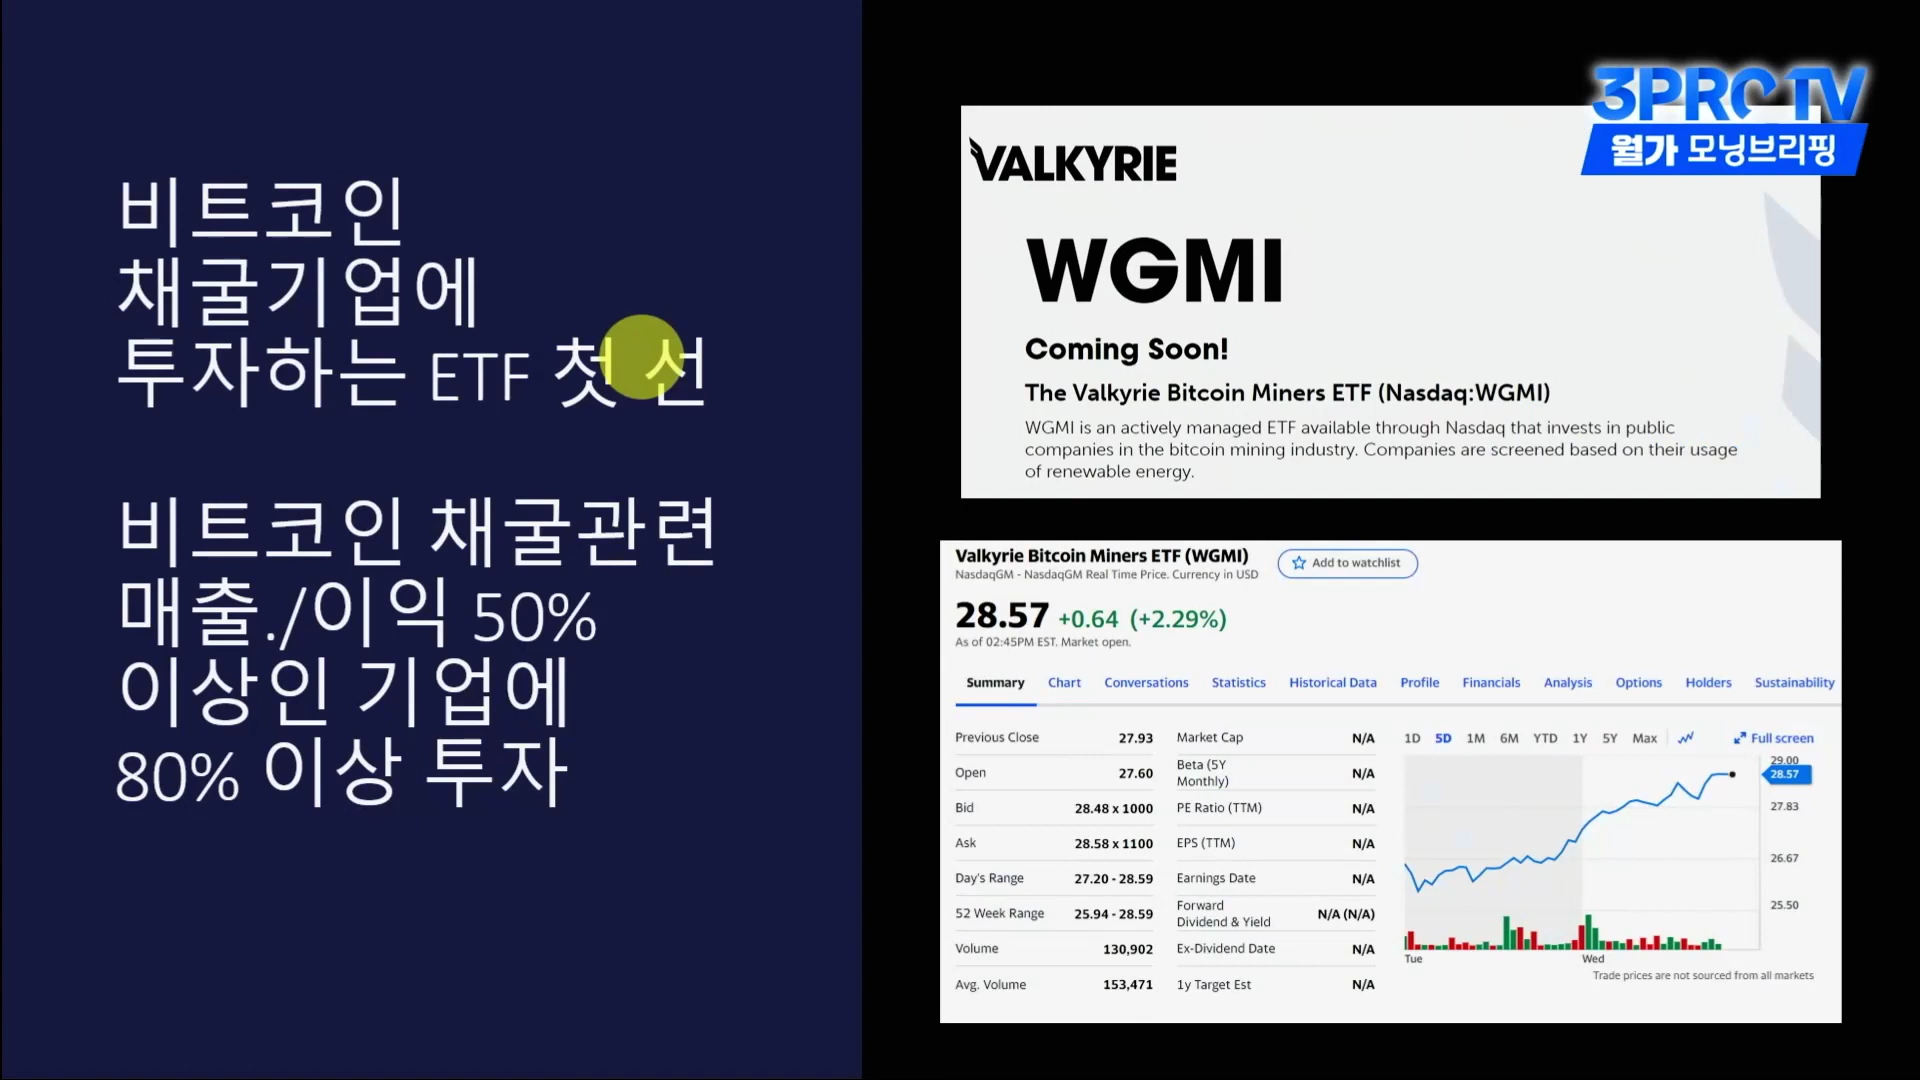 비트코인
채굴기업에
투자하는 ETF 첫 선
비트코인 채굴관련
매출./이익 50%
이상인 기업에
80% 이상 투자
3PRO TV
월가 모닝브리핑
VALKYRIE
WGMI
Coming Soon!
The Valkyrie Bitcoin Miners ETF (Nasdaq:WGMI)
WGMI is an actively managed ETF available through Nasdaq that invests in public
companies in the bitcoin mining industry. Companies are screened based on their usage
of renewable energy.
Valkyrie Bitcoin Miners ETF (WGMI)
Add to watchlist
NasdaqGM - NasdaqGM Real Time Price. Currency in USD
28.57 +0.64 (+2.29%)
As of 02:45PM EST. Market open.
Summary Chart Conversations Statistics Historical Data Profile Financials Analysis Options Holders Sustainability
Previous Close 27.93
Open 27.60
Bid 28.48 x 1000
Ask 28.58 x 1100
Day's Range 27.20 - 28.59
52 Week Range 25.94 - 28.59
Volume 130,902
Avg. Volume 153,471
Market Cap N/A
Beta (5Y
Monthly) N/A
PE Ratio (TTM) N/A
EPS (TTM) N/A
Earnings Date N/A
Forward
Dividend & Yield N/A (N/A)
Ex-Dividend Date N/A
1y Target Est N/A
1D 5D 1M 6M YTD 1Y 5Y Max Full screen
29.00
28.57
27.83
26.67
25.50
Tue Wed
Trade prices are not sourced from all markets